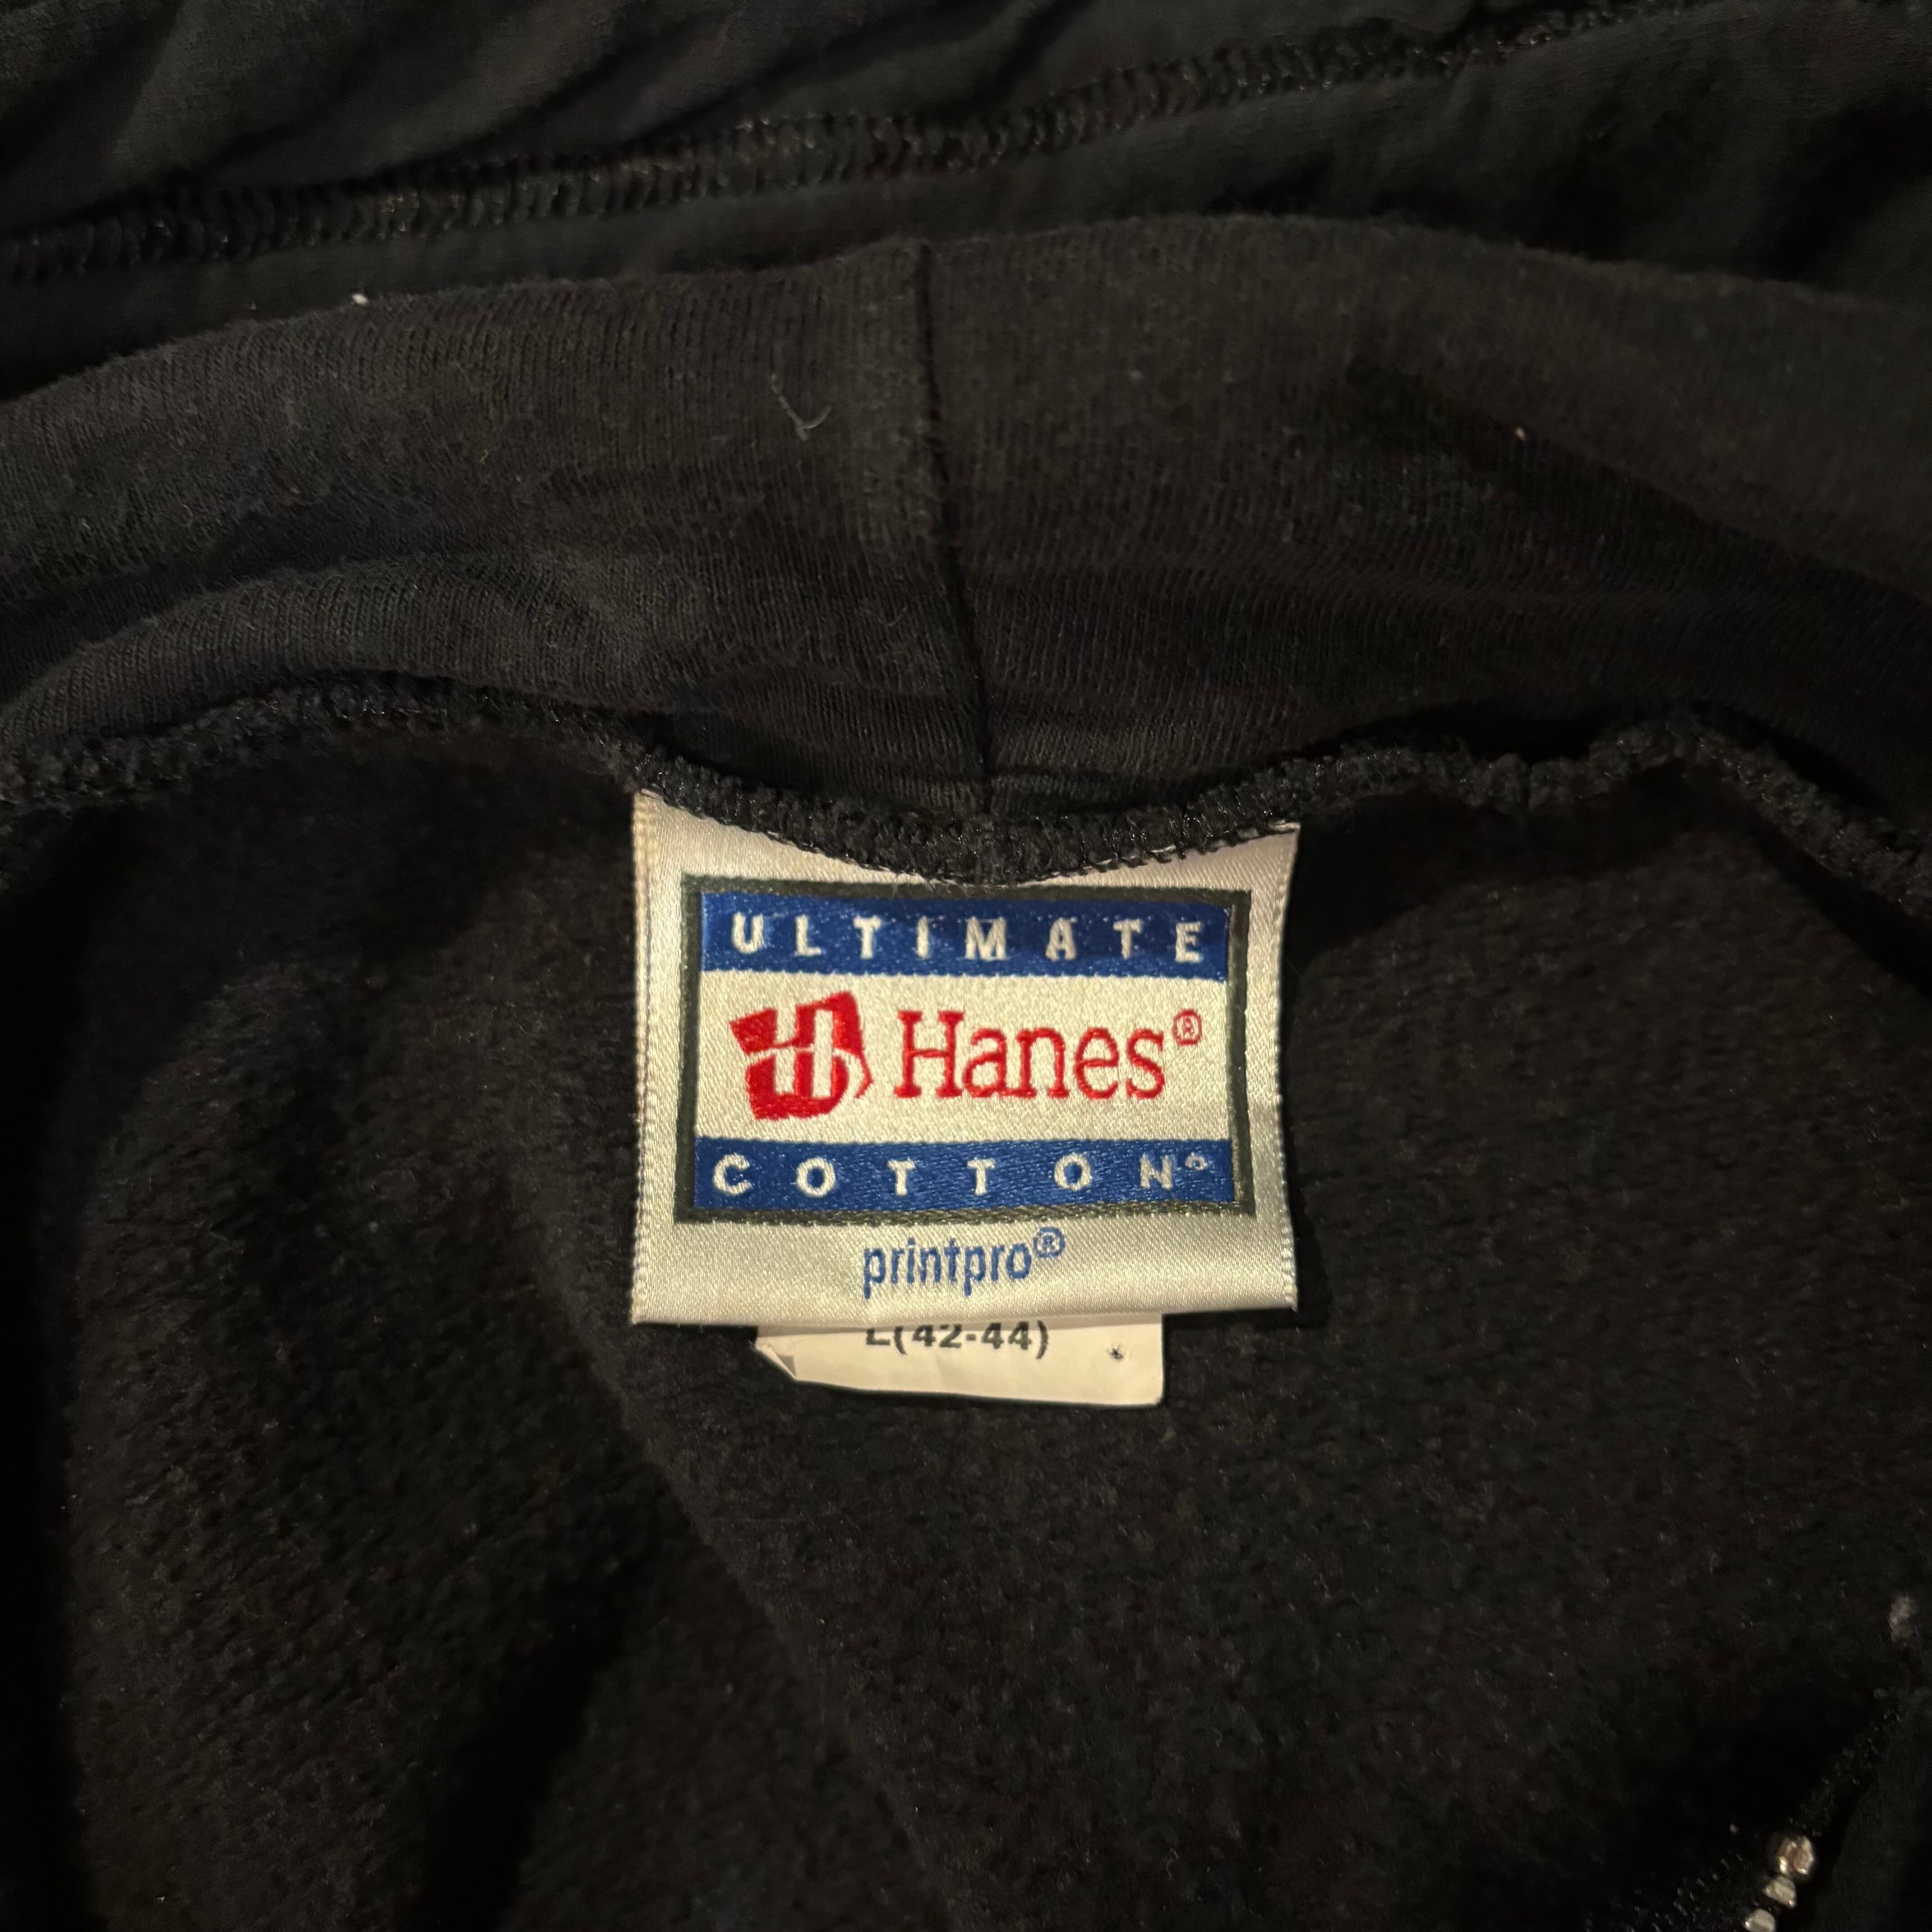 ULTIMATE
Hanes®
COTTON®
printpro®
L(42-44)